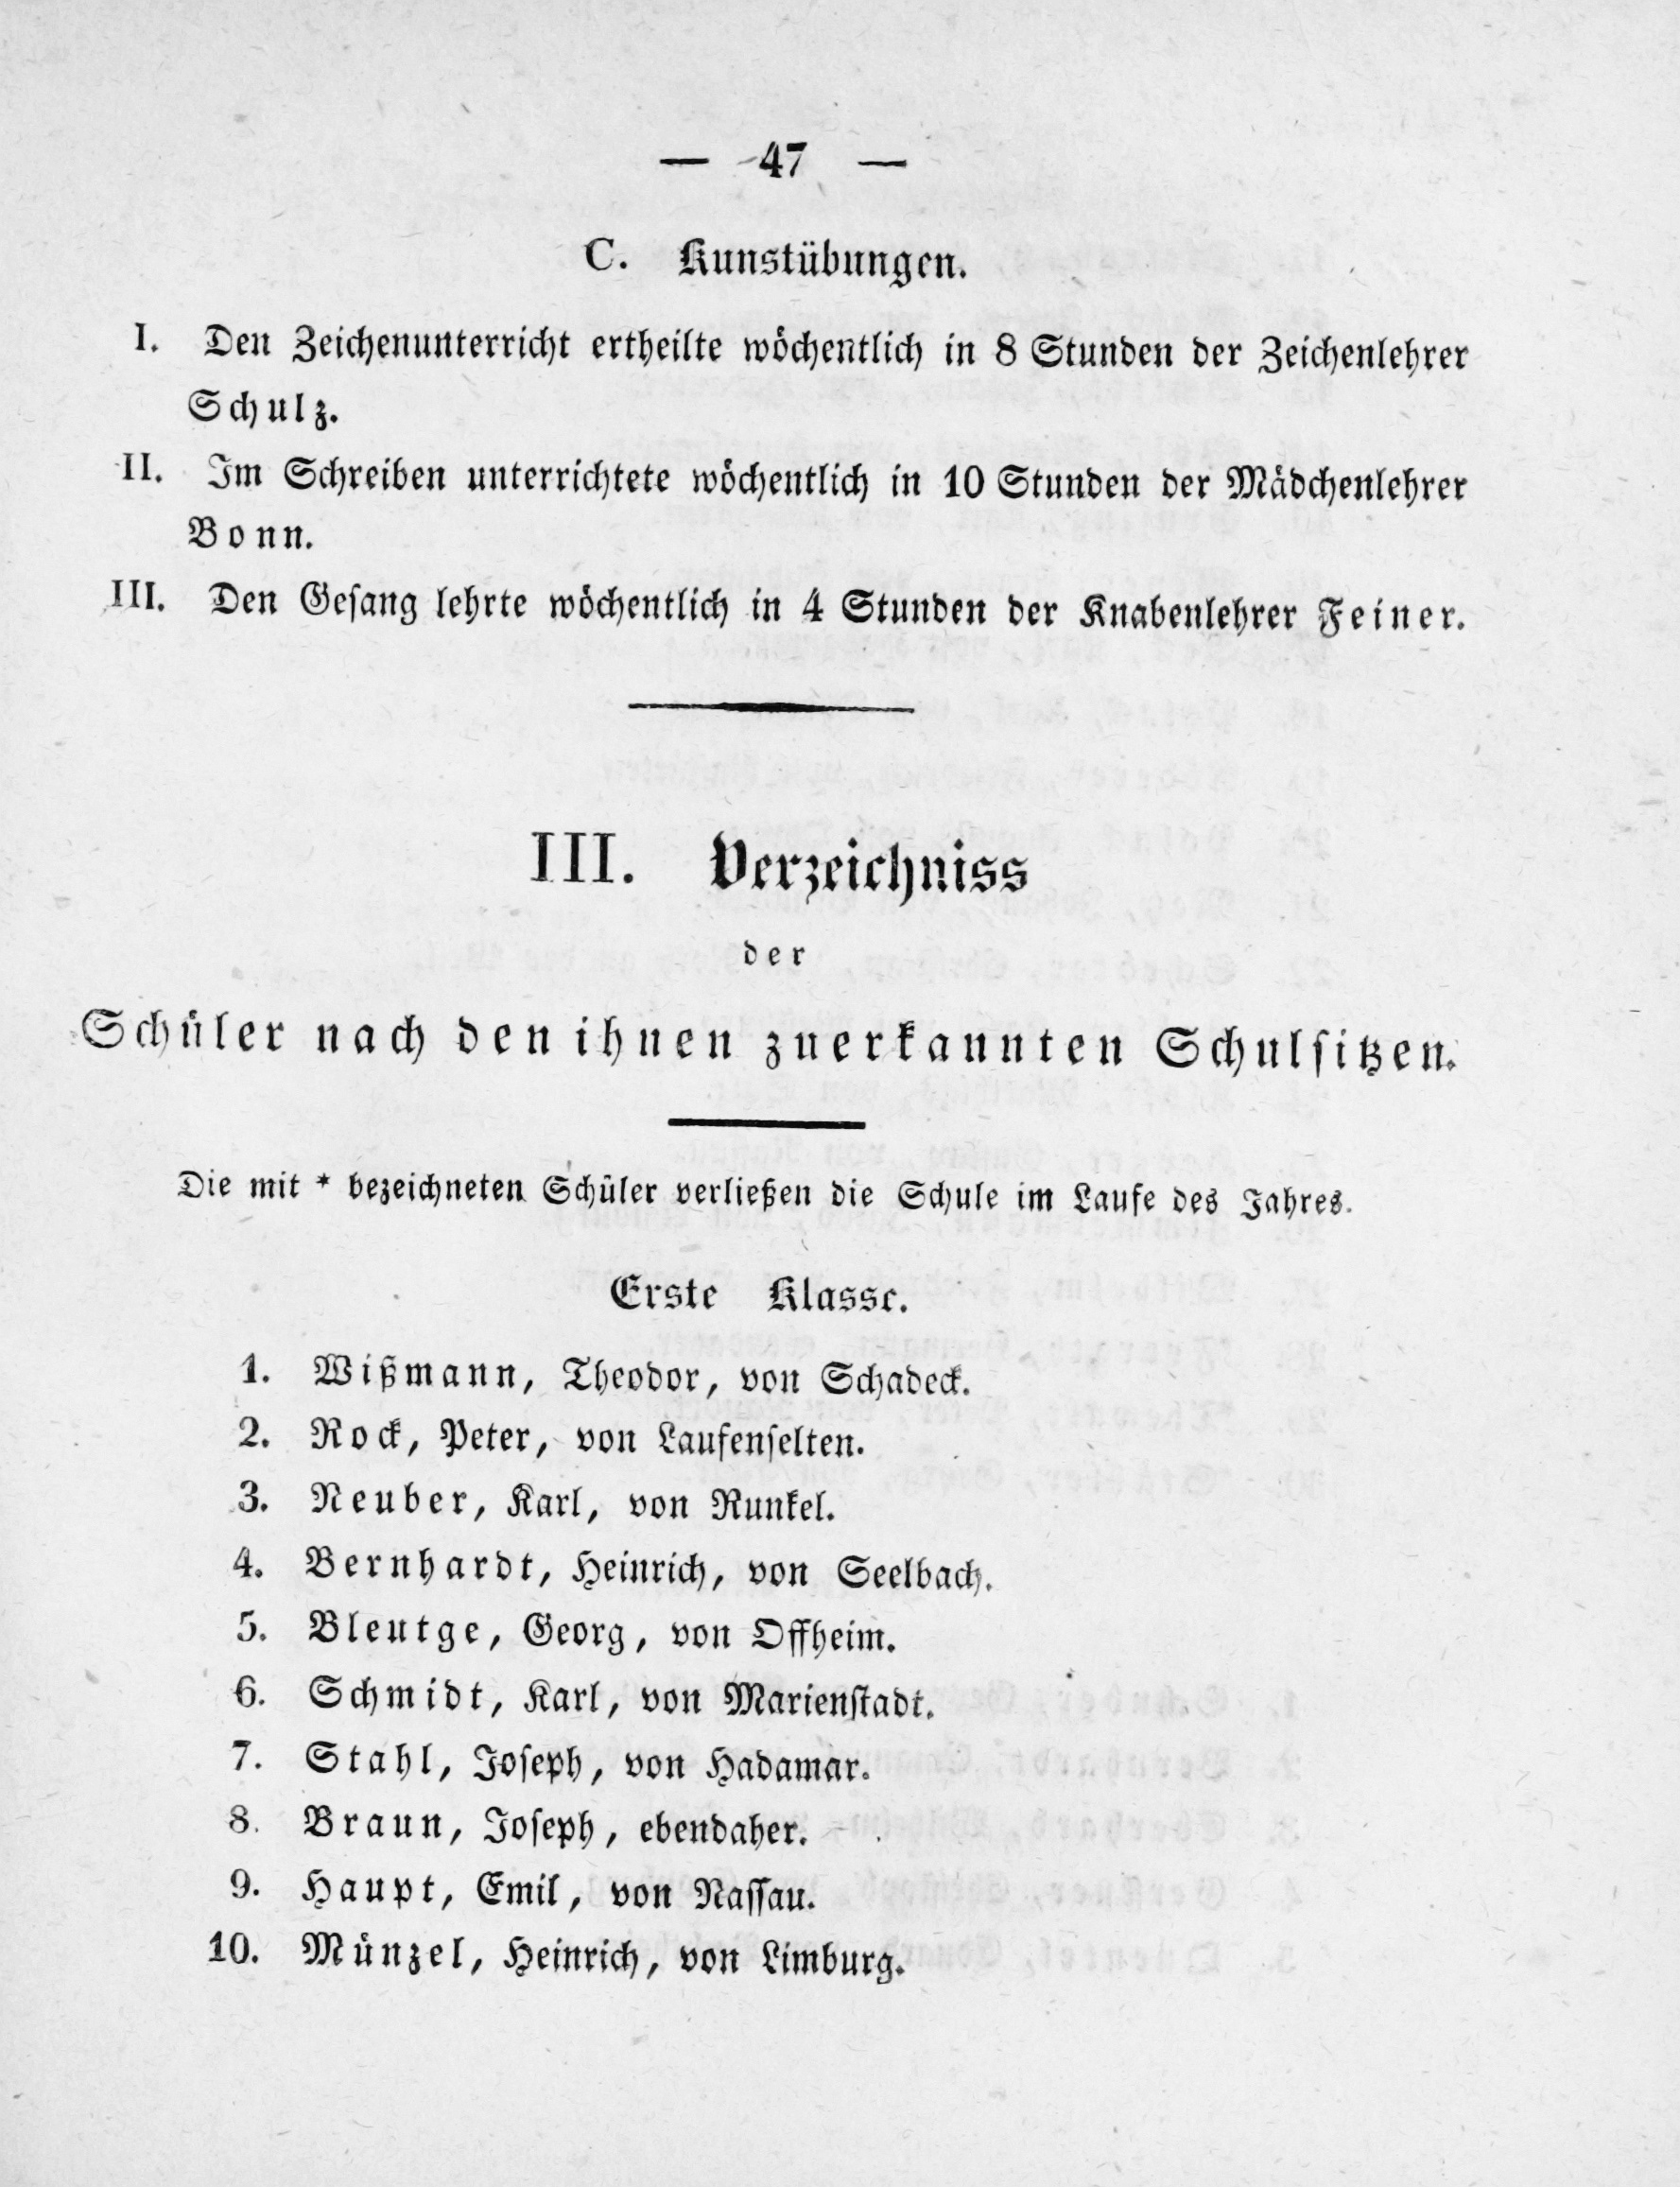 — 47 —
C. Kunstübungen.
I. Den Zeichenunterricht ertheilte wöchentlich in 8 Stunden der Zeichenlehrer
Schulz.
II. Im Schreiben unterrichtete wöchentlich in 10 Stunden der Mädchenlehrer
Bonn.
III. Den Gesang lehrte wöchentlich in 4 Stunden der Knabenlehrer Feiner.
III. Verzeichniss
der
Schüler nach den ihnen zuerkannten Schulsitzen.
Die mit * bezeichneten Schüler verließen die Schule im Laufe des Jahres.
Erste Klasse.
1. Wißmann, Theodor, von Schadeck.
2. Rock, Peter, von Laufenselten.
3. Neuber, Karl, von Runkel.
4. Bernhardt, Heinrich, von Seelbach.
5. Bleutge, Georg, von Offheim.
6. Schmidt, Karl, von Marienstadt.
7. Stahl, Joseph, von Hadamar.
8. Braun, Joseph, ebendaher.
9. Haupt, Emil, von Nassau.
10. Münzel, Heinrich, von Limburg.